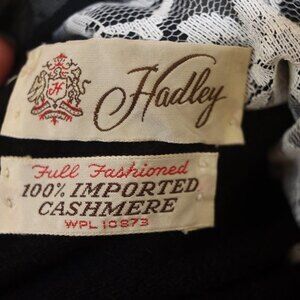 H
Hadley
Full Fashioned
100% IMPORTED
CASHMERE
WPL 10873